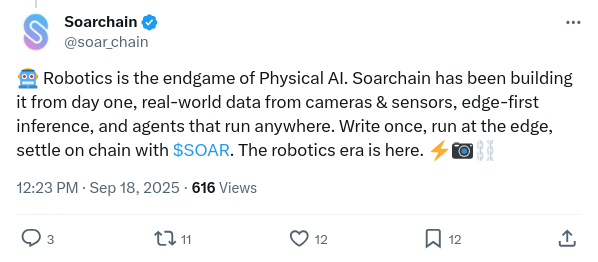 Soarchain
@soar_chain
🤖 Robotics is the endgame of Physical AI. Soarchain has been building
it from day one, real-world data from cameras & sensors, edge-first
inference, and agents that run anywhere. Write once, run at the edge,
settle on chain with $SOAR. The robotics era is here. ⚡📷⛓️
12:23 PM · Sep 18, 2025 · 616 Views
3 11 12 12